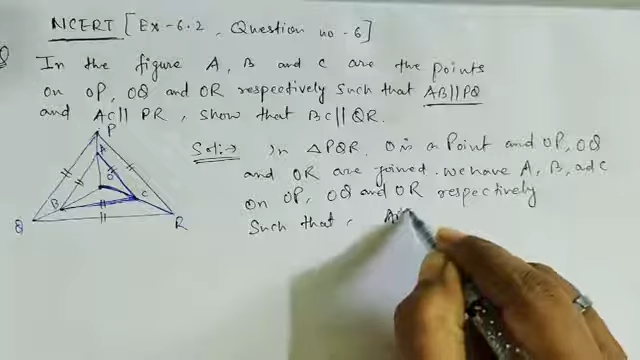 NCERT [Ex-6.2, Question no-6]
Q In the figure A, B and C are the points
on OP, OQ and OR respectively such that AB||PQ
and AC|| PR, show that BC||QR.
Sol:→ In △PQR. O is a Point and OP, OQ
and OR are joined. We have A, B, ad C
on OP, OQ and OR respectively
Such that,
P
A
O
B
C
Q
R